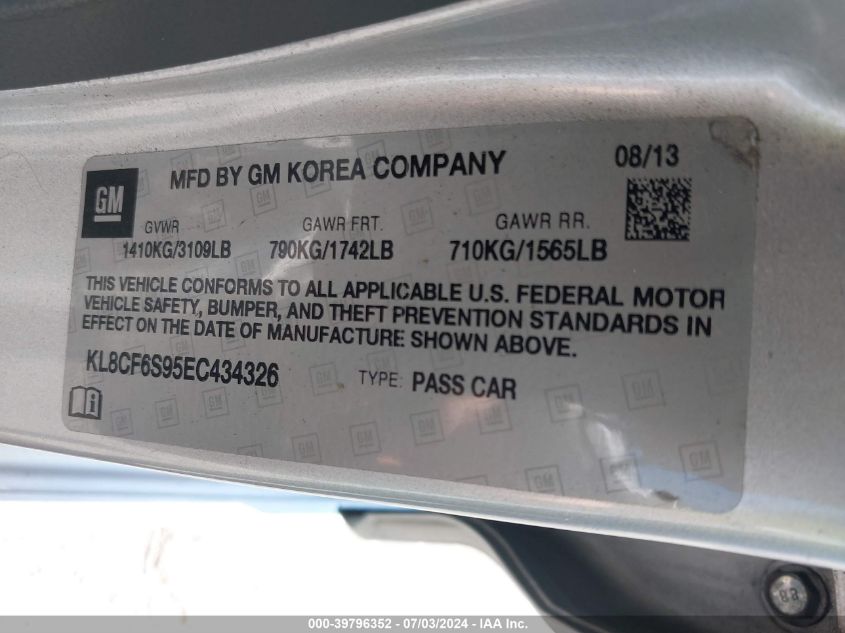 GM
MFD BY GM KOREA COMPANY
08/13
GVWR
GAWR FRT.
GAWR RR.
1410KG/3109LB
790KG/1742LB
710KG/1565LB
THIS VEHICLE CONFORMS TO ALL APPLICABLE U.S. FEDERAL MOTOR
VEHICLE SAFETY, BUMPER, AND THEFT PREVENTION STANDARDS IN
EFFECT ON THE DATE OF MANUFACTURE SHOWN ABOVE.
KL8CF6S95EC434326
TYPE: PASS CAR
8.8
000-39796352 / 07/03/2024 - IAA Inc.